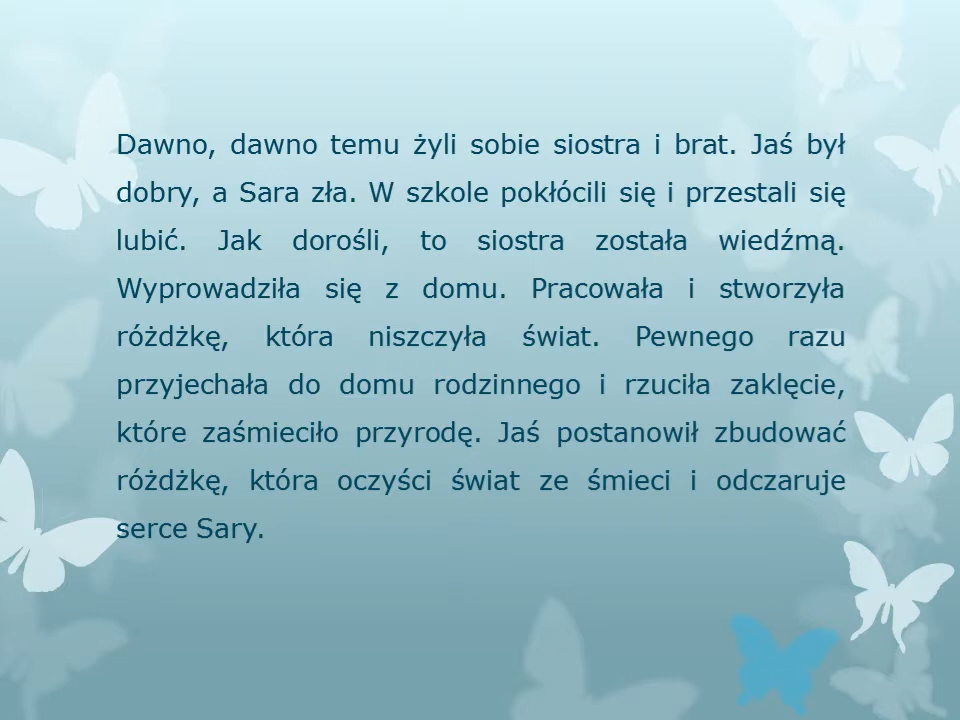 Dawno, dawno temu żyli sobie siostra i brat. Jaś był
dobry, a Sara zła. W szkole pokłócili się i przestali się
lubić. Jak dorośli, to siostra została wiedźmą.
Wyprowadziła się z domu. Pracowała i stworzyła
różdżkę, która niszczyła świat. Pewnego razu
przyjechała do domu rodzinnego i rzuciła zaklęcie,
które zaśmieciło przyrodę. Jaś postanowił zbudować
różdżkę, która oczyści świat ze śmieci i odczaruje
serce Sary.